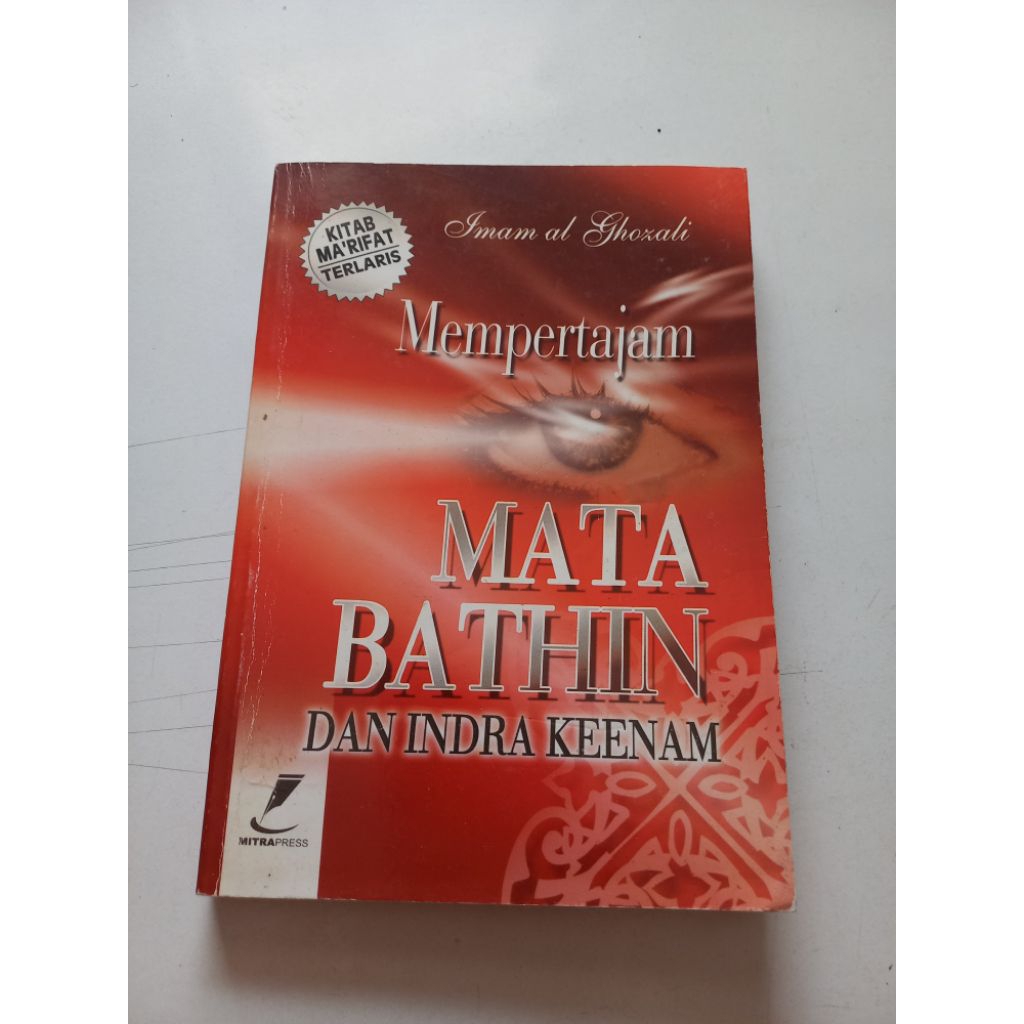 KITAB
MA'RIFAT
TERLARIS
Imam al Ghozali
Mempertajam
MATA
BATHIN
DAN INDRA KEENAM
MITRAPRESS